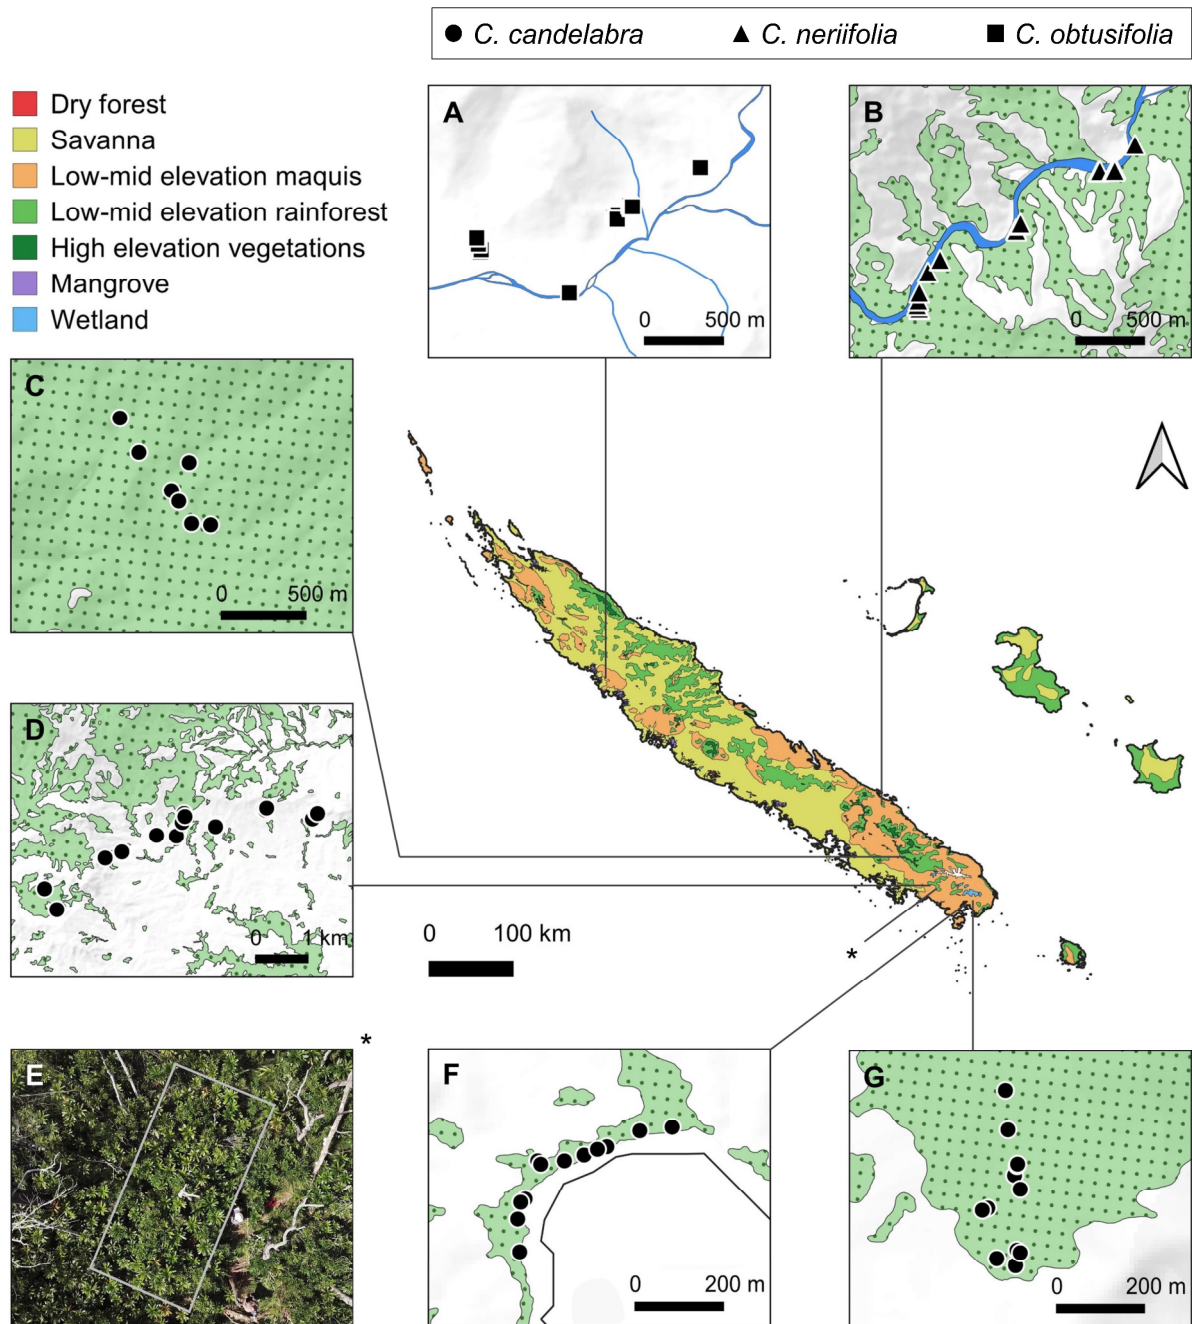 C. candelabra
C. neriifolia
C. obtusifolia
Dry forest
Savanna
Low-mid elevation maquis
Low-mid elevation rainforest
High elevation vegetations
Mangrove
Wetland
A
0 500 m
B
0 500 m
C
0 500 m
D
0 1 km
0 100 km
*
*
E
F
0 200 m
G
0 200 m